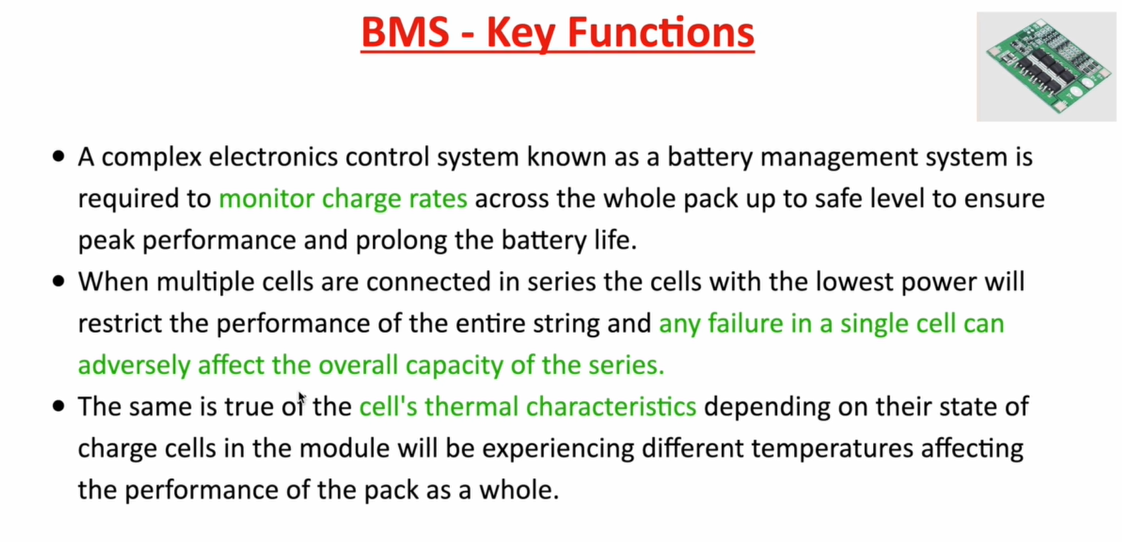 BMS - Key Functions
• A complex electronics control system known as a battery management system is
required to monitor charge rates across the whole pack up to safe level to ensure
peak performance and prolong the battery life.
• When multiple cells are connected in series the cells with the lowest power will
restrict the performance of the entire string and any failure in a single cell can
adversely affect the overall capacity of the series.
• The same is true of the cell's thermal characteristics depending on their state of
charge cells in the module will be experiencing different temperatures affecting
the performance of the pack as a whole.